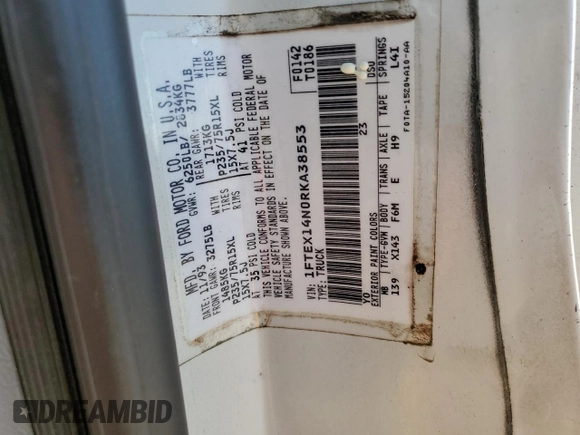 MFD. BY FORD MOTOR CO. IN U.S.A.
DATE: 11/93 GVWR: 6250LB/ 2834KG
FRONT GAWR: 3275LB REAR GAWR: 3777LB
1485KG WITH 1713KG WITH
P235/75R15XL TIRES P235/75R15XL TIRES
15X7.5J RIMS 15X7.5J RIMS
AT 35 PSI COLD AT 41 PSI COLD
THIS VEHICLE CONFORMS TO ALL APPLICABLE FEDERAL MOTOR
VEHICLE SAFETY STANDARDS IN EFFECT ON THE DATE OF
MANUFACTURE SHOWN ABOVE.
VIN: 1FTEX14N0RKA38553
TYPE: TRUCK
F0142
T0186
YO 23 DSO
EXTERIOR PAINT COLORS
WB TYPE-GVW BODY TRANS AXLE TAPE SPRINGS
139 X143 F6M E H9 L4I
F0TA-15204A10-AA
DREAMBID